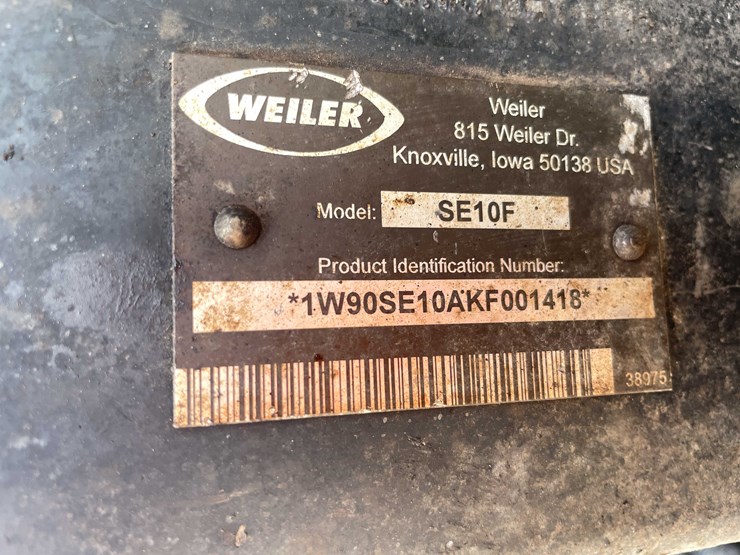 WEILER
Weiler
815 Weiler Dr.
Knoxville, Iowa 50138 USA
Model: SE10F
Product Identification Number:
*1W90SE10AKF001418*
38975